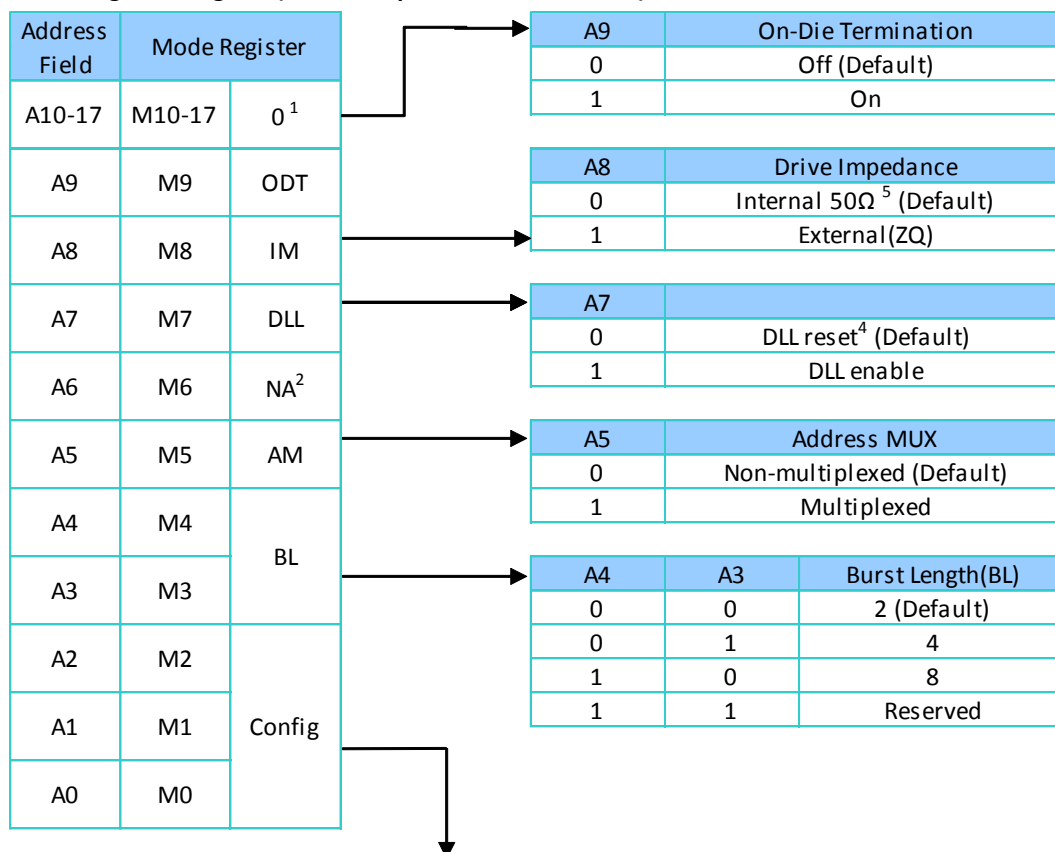 Address Field Mode Register
A10-17 M10-17 0¹
A9 M9 ODT
A8 M8 IM
A7 M7 DLL
A6 M6 NA²
A5 M5 AM
A4 M4 BL
A3 M3
A2 M2 Config
A1 M1
A0 M0
A9 On-Die Termination
0 Off (Default)
1 On
A8 Drive Impedance
0 Internal 50Ω ⁵ (Default)
1 External(ZQ)
A7
0 DLL reset⁴ (Default)
1 DLL enable
A5 Address MUX
0 Non-multiplexed (Default)
1 Multiplexed
A4 A3 Burst Length(BL)
0 0 2 (Default)
0 1 4
1 0 8
1 1 Reserved